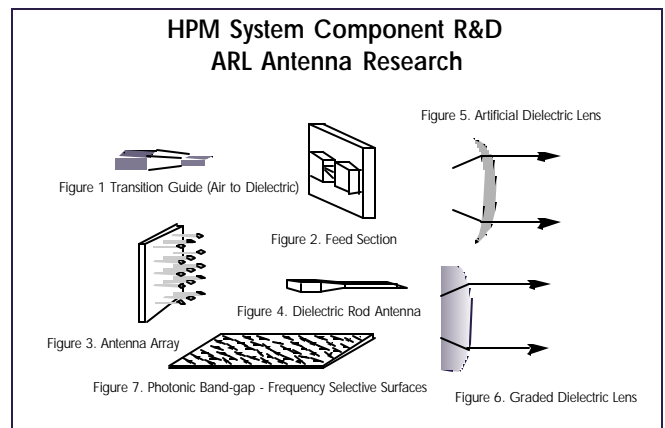 HPM System Component R&D
ARL Antenna Research
Figure 5. Artificial Dielectric Lens
Figure 1 Transition Guide (Air to Dielectric)
Figure 2. Feed Section
Figure 4. Dielectric Rod Antenna
Figure 3. Antenna Array
Figure 7. Photonic Band-gap - Frequency Selective Surfaces
Figure 6. Graded Dielectric Lens